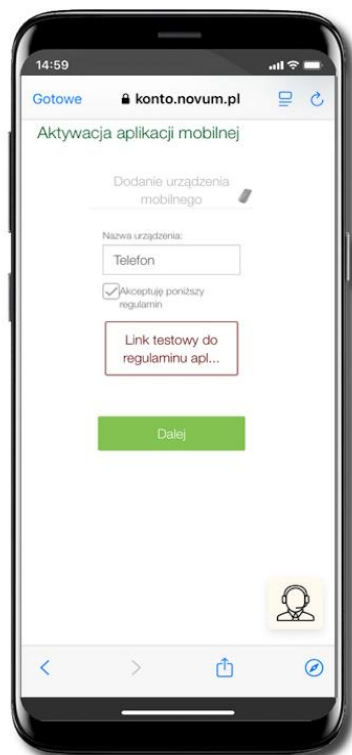 14:59
Gotowe konto.novum.pl
Aktywacja aplikacji mobilnej
Dodanie urządzenia
mobilnego
Nazwa urządzenia:
Telefon
Akceptuję poniższy
regulamin
Link testowy do
regulaminu apl...
Dalej